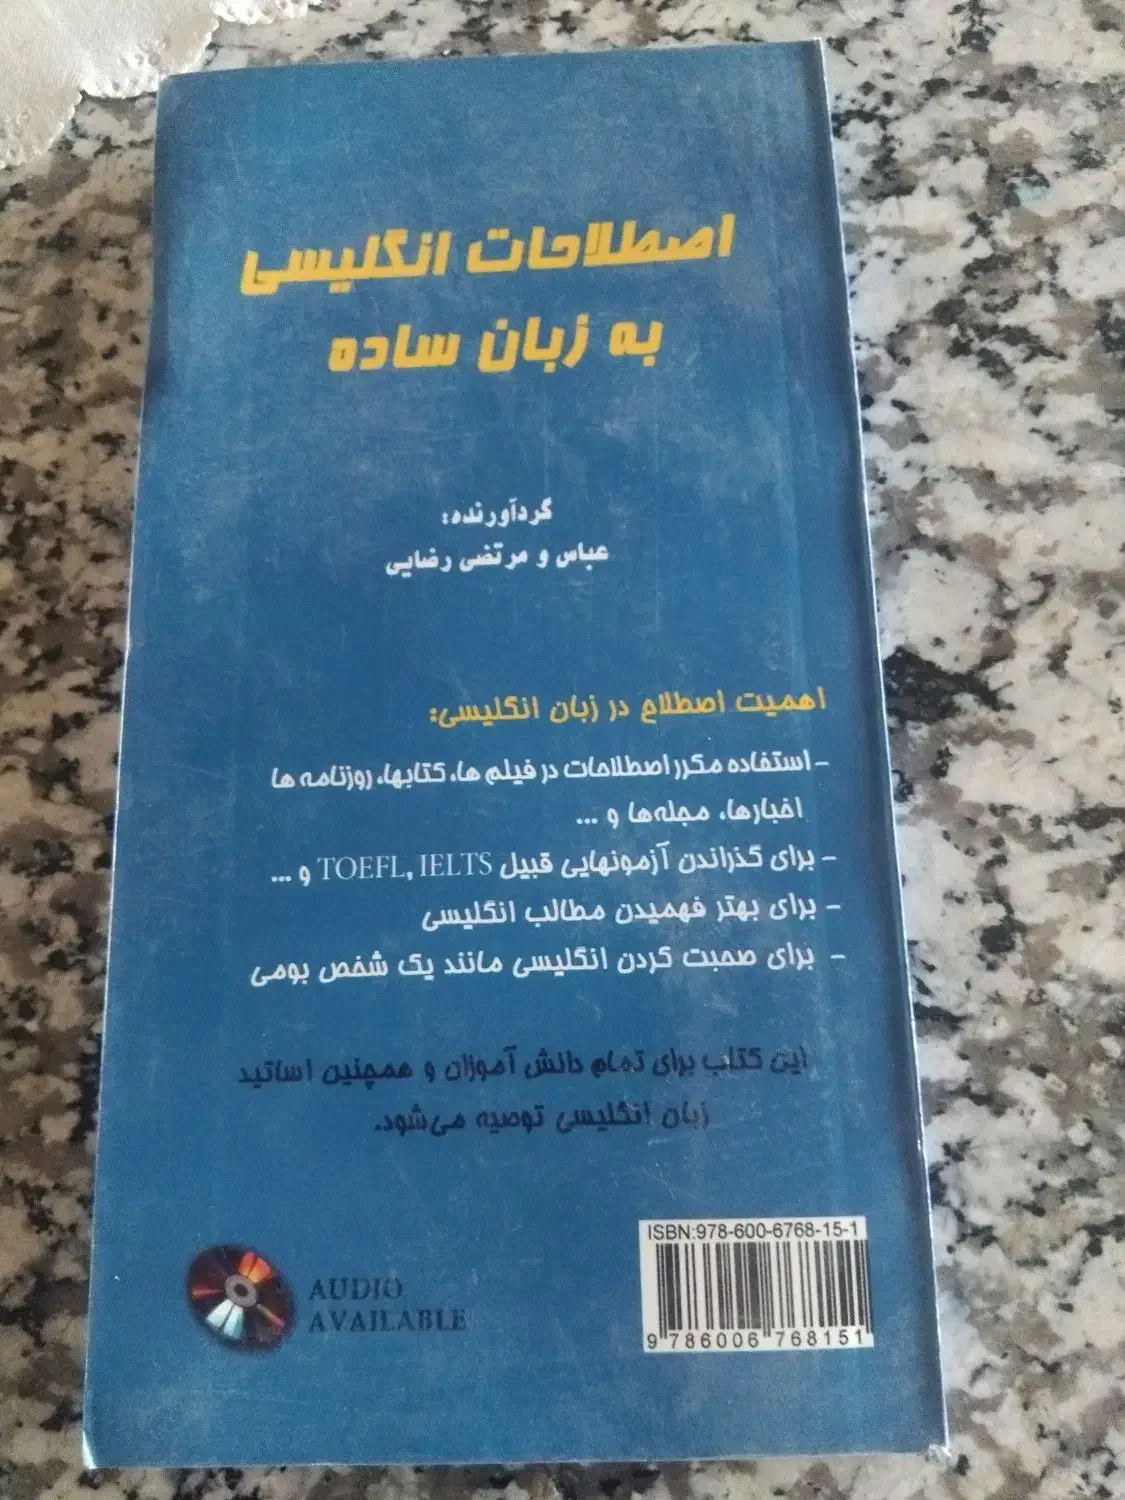 اصطلاحات انگلیسی
به زبان ساده
گردآورنده:
عباس و مرتضی رضایی
اهمیت اصطلاح در زبان انگلیسی:
-استفاده مکرر اصطلاحات در فیلم ها، کتابها، روزنامه ها
اخبارها، مجله‌ها و ...
- برای گذراندن آزمونهایی قبیل TOEFL, IELTS و ...
- برای بهتر فهمیدن مطالب انگلیسی
- برای صحبت کردن انگلیسی مانند یک شخص بومی
این کتاب برای تمام دانش آموزان و همچنین اساتید
زبان انگلیسی توصیه می‌شود.
ISBN:978-600-6768-15-1
9 786006 768151
AUDIO
AVAILABLE